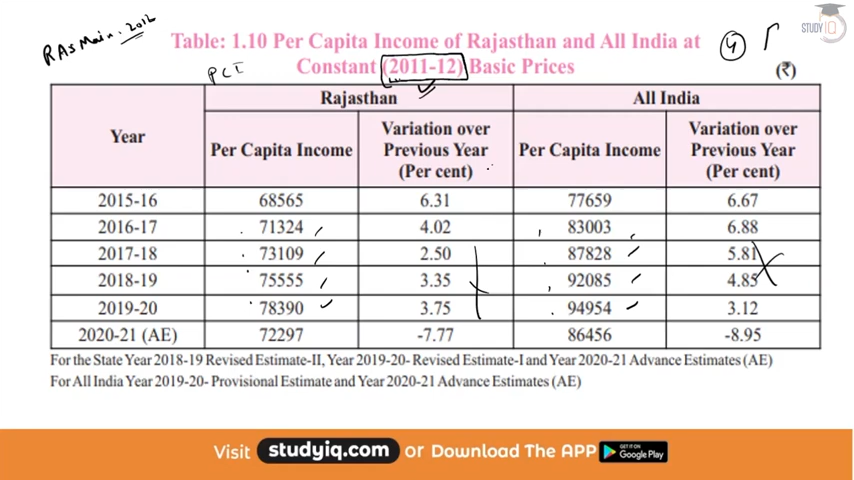 RAS Main. 2012
STUDY IQ
Table: 1.10 Per Capita Income of Rajasthan and All India at
Constant (2011-12) Basic Prices
PCI
(₹)
Year
Rajasthan
All India
Per Capita Income
Variation over
Previous Year
(Per cent)
Per Capita Income
Variation over
Previous Year
(Per cent)
2015-16 68565 6.31 77659 6.67
2016-17 71324 4.02 83003 6.88
2017-18 73109 2.50 87828 5.81
2018-19 75555 3.35 92085 4.85
2019-20 78390 3.75 94954 3.12
2020-21 (AE) 72297 -7.77 86456 -8.95
For the State Year 2018-19 Revised Estimate-II, Year 2019-20- Revised Estimate-I and Year 2020-21 Advance Estimates (AE)
For All India Year 2019-20- Provisional Estimate and Year 2020-21 Advance Estimates (AE)
Visit studyiq.com or Download The APP GET IT ON Google Play